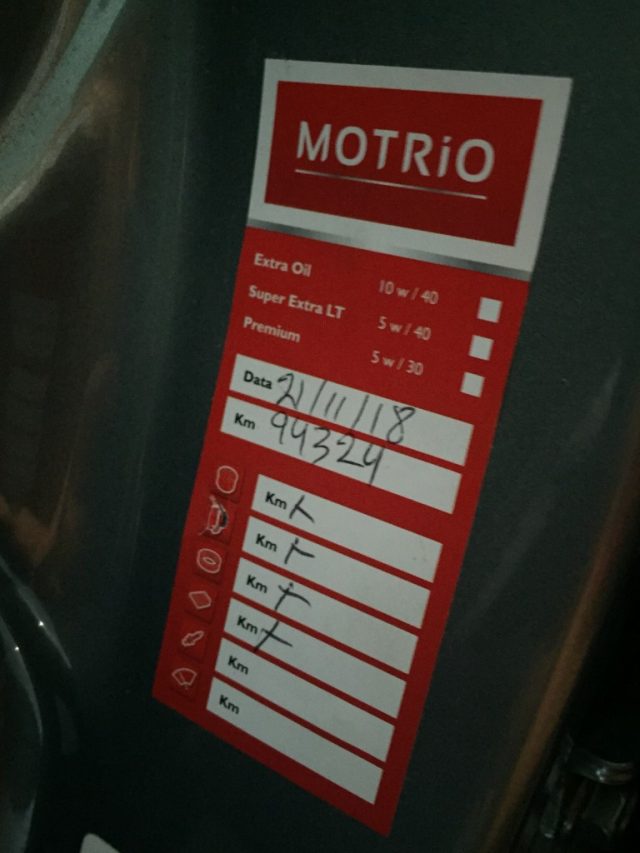 MOTRiO
Extra Oil 10 w / 40
Super Extra LT 5 w / 40
Premium 5 w / 30
Data 21/11/18
Km 94324
Km
Km
Km
Km
Km
Km